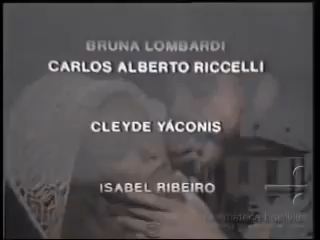 BRUNA LOMBARDI
CARLOS ALBERTO RICCELLI
CLEYDE YÁCONIS
ISABEL RIBEIRO